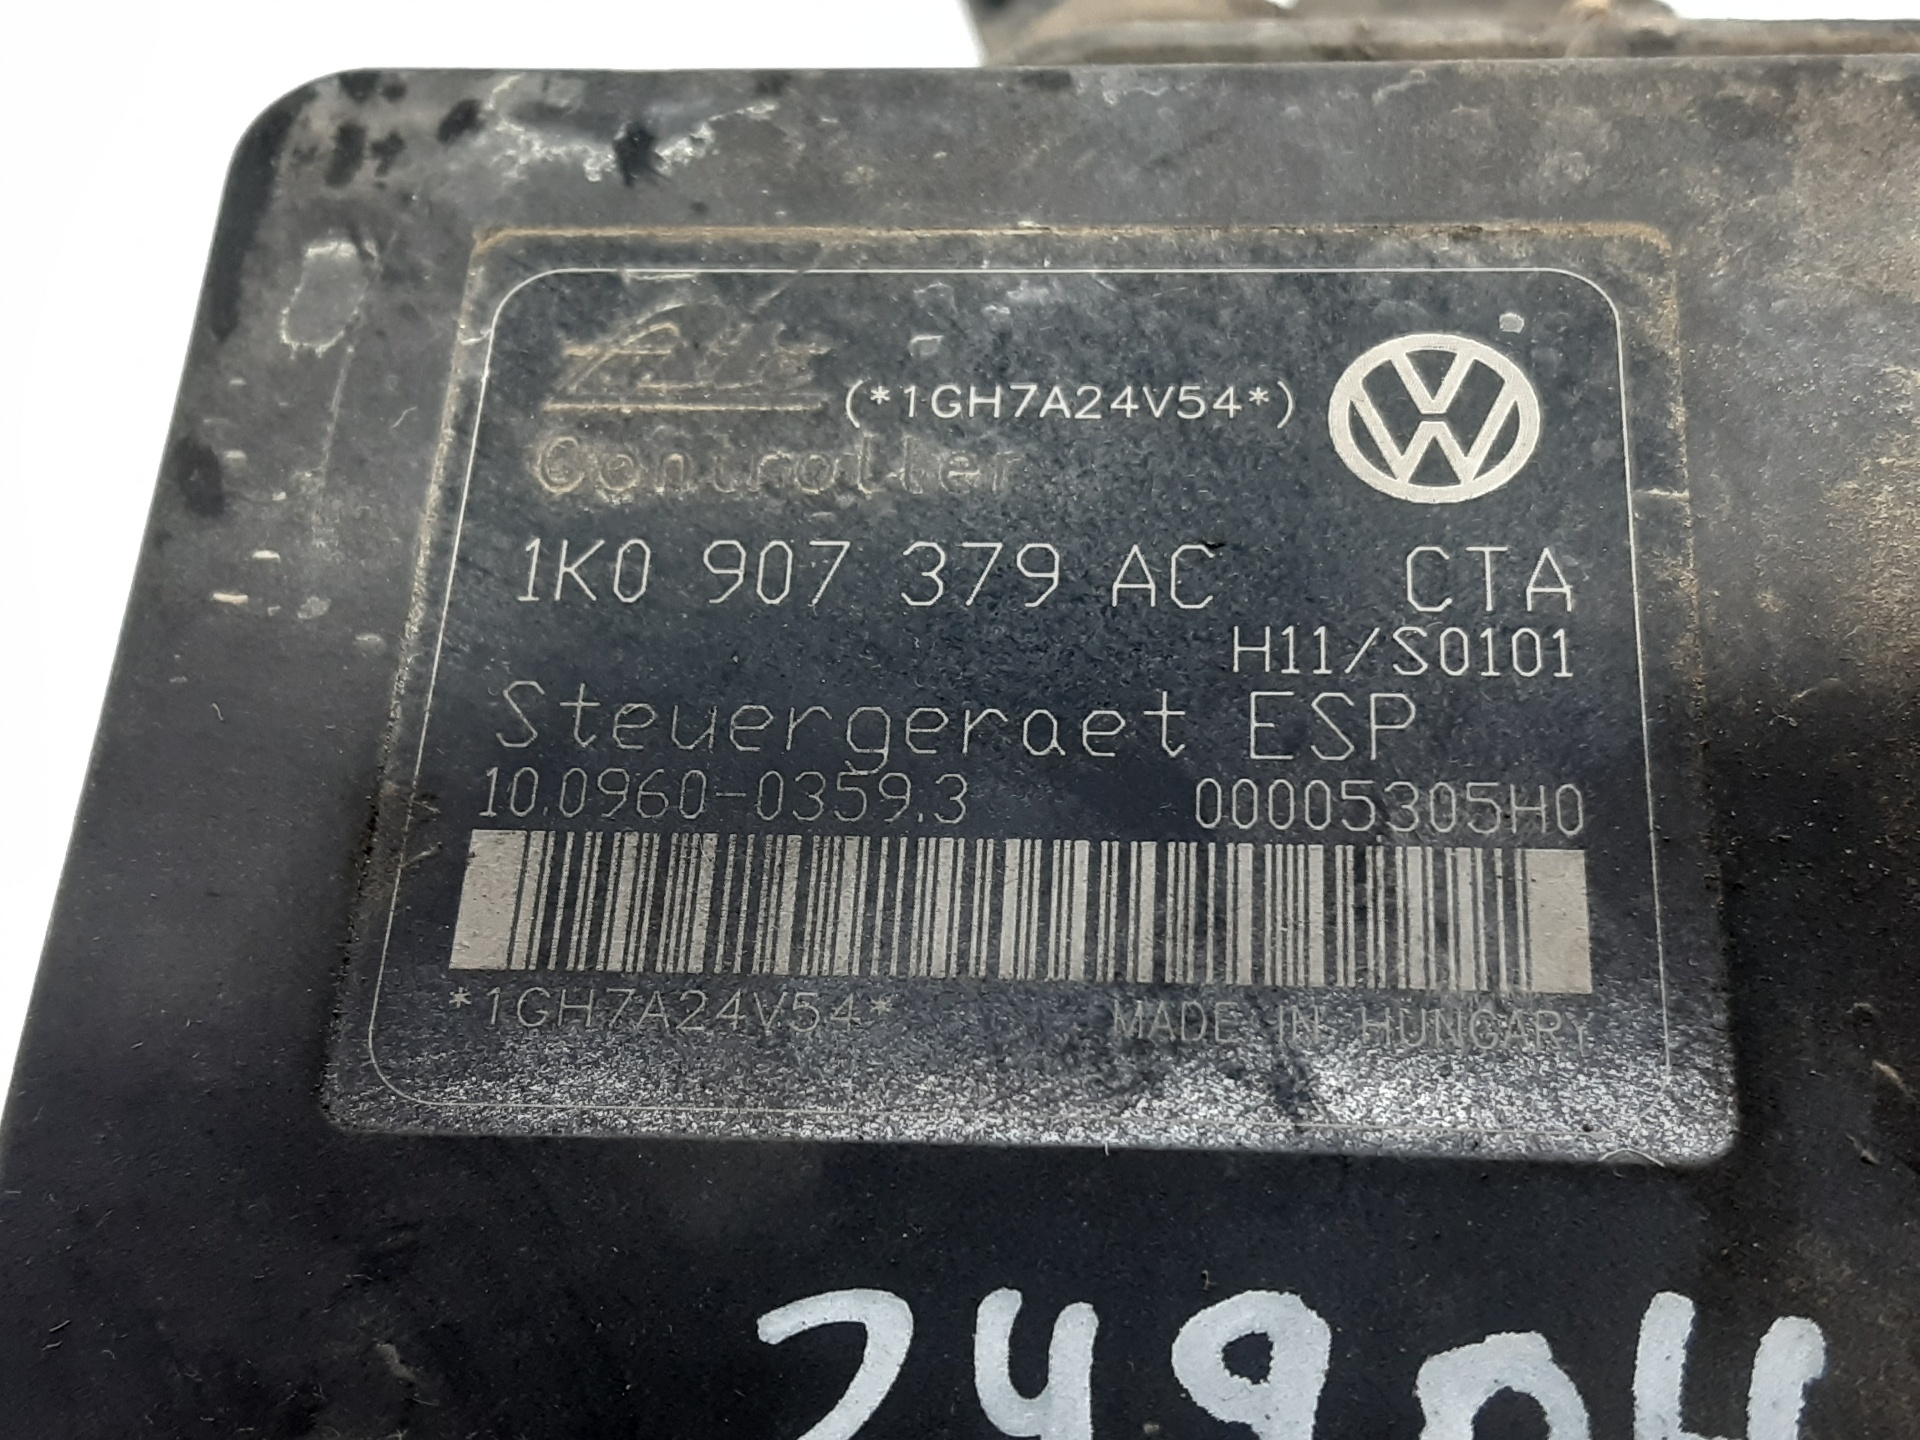 (*1GH7A24V54*)
Controller
1K0 907 379 AC CTA
H11/S0101
Steuergeraet ESP
10.0960-0359.3 00005305H0
*1GH7A24V54* MADE IN HUNGARY